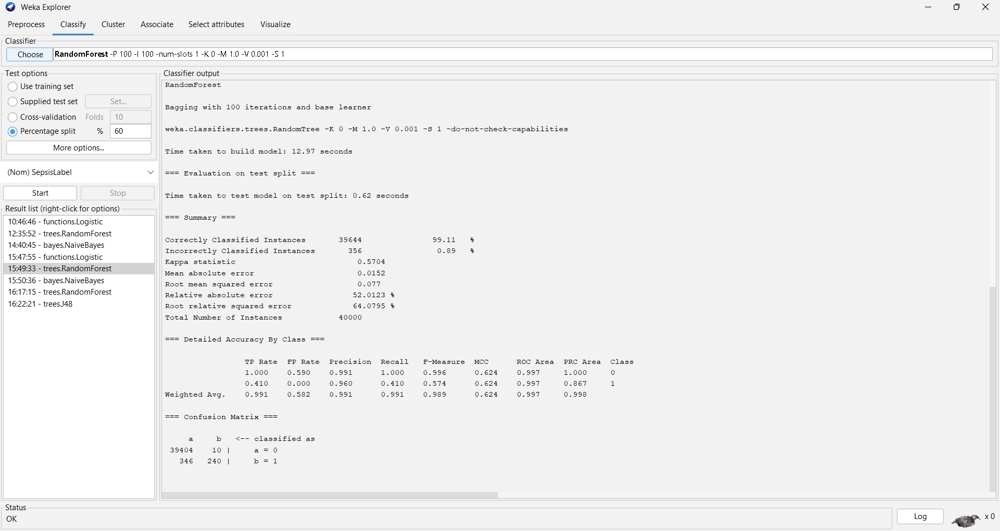 Weka Explorer
Preprocess Classify Cluster Associate Select attributes Visualize
Classifier
Choose RandomForest -P 100 -I 100 -num-slots 1 -K 0 -M 1.0 -V 0.001 -S 1
Test options
Use training set
Supplied test set Set...
Cross-validation Folds 10
Percentage split % 60
More options...
(Nom) SepsisLabel
Start Stop
Result list (right-click for options)
10:46:46 - functions.Logistic
12:35:52 - trees.RandomForest
14:40:45 - bayes.NaiveBayes
15:47:55 - functions.Logistic
15:49:33 - trees.RandomForest
15:50:36 - bayes.NaiveBayes
16:17:15 - trees.RandomForest
16:22:21 - trees.J48
Classifier output
RandomForest
Bagging with 100 iterations and base learner
weka.classifiers.trees.RandomTree -K 0 -M 1.0 -V 0.001 -S 1 -do-not-check-capabilities
Time taken to build model: 12.97 seconds
=== Evaluation on test split ===
Time taken to test model on test split: 0.62 seconds
=== Summary ===
Correctly Classified Instances 39644 99.11 %
Incorrectly Classified Instances 356 0.89 %
Kappa statistic 0.5704
Mean absolute error 0.0152
Root mean squared error 0.077
Relative absolute error 52.0123 %
Root relative squared error 64.0795 %
Total Number of Instances 40000
=== Detailed Accuracy By Class ===
TP Rate FP Rate Precision Recall F-Measure MCC ROC Area PRC Area Class
1.000 0.590 0.991 1.000 0.996 0.624 0.997 1.000 0
0.410 0.000 0.960 0.410 0.574 0.624 0.997 0.867 1
Weighted Avg. 0.991 0.582 0.991 0.991 0.989 0.624 0.997 0.998
=== Confusion Matrix ===
a b <-- classified as
39404 10 | a = 0
346 240 | b = 1
Status
OK
Log x 0